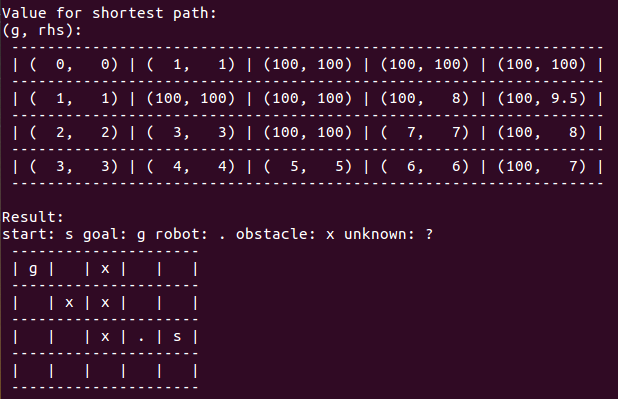 Value for shortest path:
(g, rhs):
 ------------------------------------------------------------------
 | (  0,   0) | (  1,   1) | (100, 100) | (100, 100) | (100, 100) |
 ------------------------------------------------------------------
 | (  1,   1) | (100, 100) | (100, 100) | (100,   8) | (100, 9.5) |
 ------------------------------------------------------------------
 | (  2,   2) | (  3,   3) | (100, 100) | (  7,   7) | (100,   8) |
 ------------------------------------------------------------------
 | (  3,   3) | (  4,   4) | (  5,   5) | (  6,   6) | (100,   7) |
 ------------------------------------------------------------------
Result:
start: s goal: g robot: . obstacle: x unknown: ?
 ---------------------
 | g |   | x |   |   |
 ---------------------
 |   | x | x |   |   |
 ---------------------
 |   |   | x | . | s |
 ---------------------
 |   |   |   |   |   |
 ---------------------